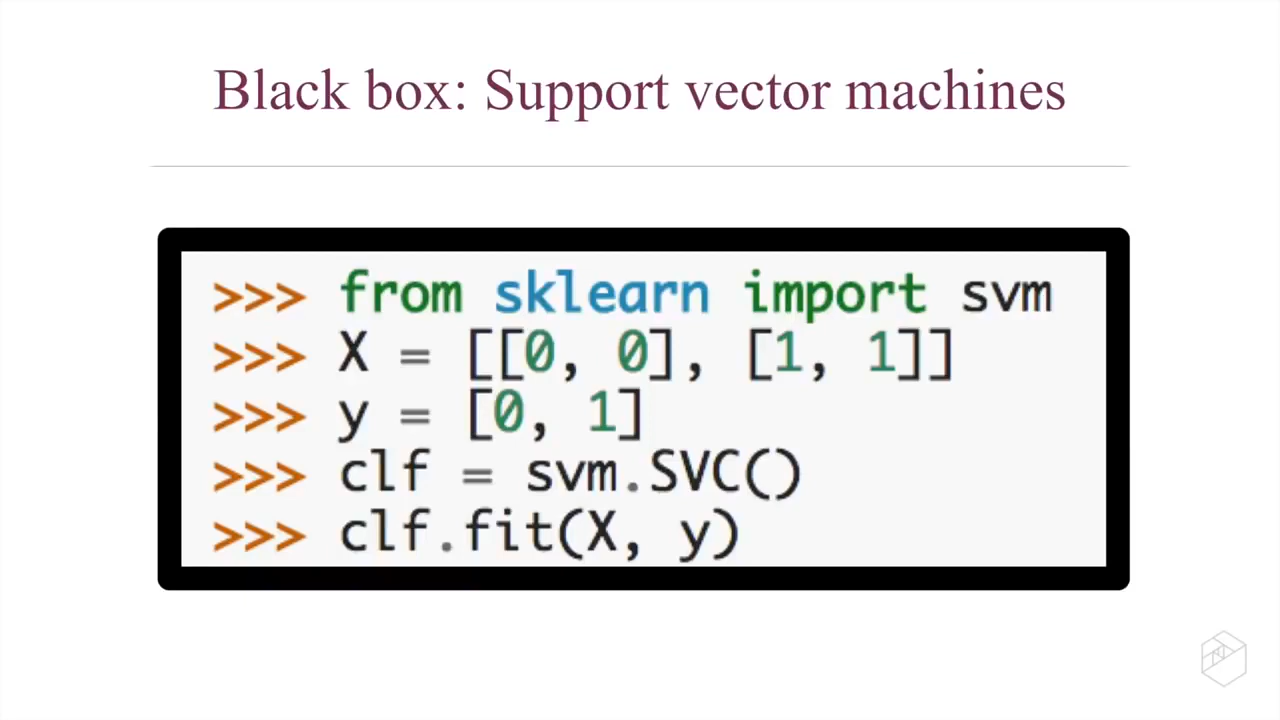 Black box: Support vector machines
>>> from sklearn import svm
>>> X = [[0, 0], [1, 1]]
>>> y = [0, 1]
>>> clf = svm.SVC()
>>> clf.fit(X, y)